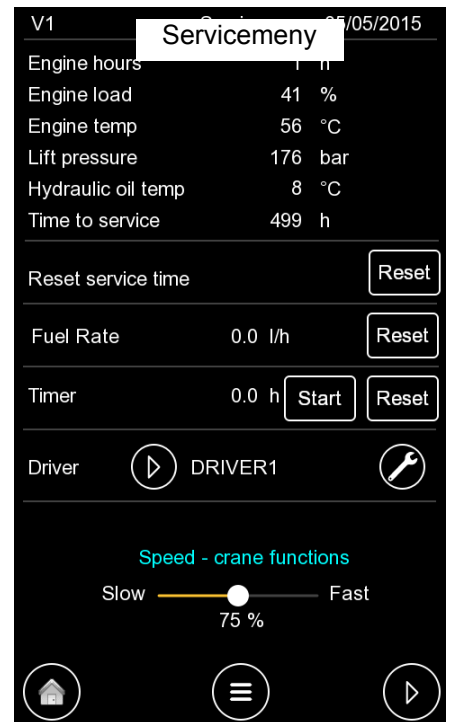 V1 05/05/2015
Servicemeny
Engine hours 1 h
Engine load 41 %
Engine temp 56 °C
Lift pressure 176 bar
Hydraulic oil temp 8 °C
Time to service 499 h
Reset service time Reset
Fuel Rate 0.0 l/h Reset
Timer 0.0 h Start Reset
Driver DRIVER1
Speed - crane functions
Slow Fast
75 %